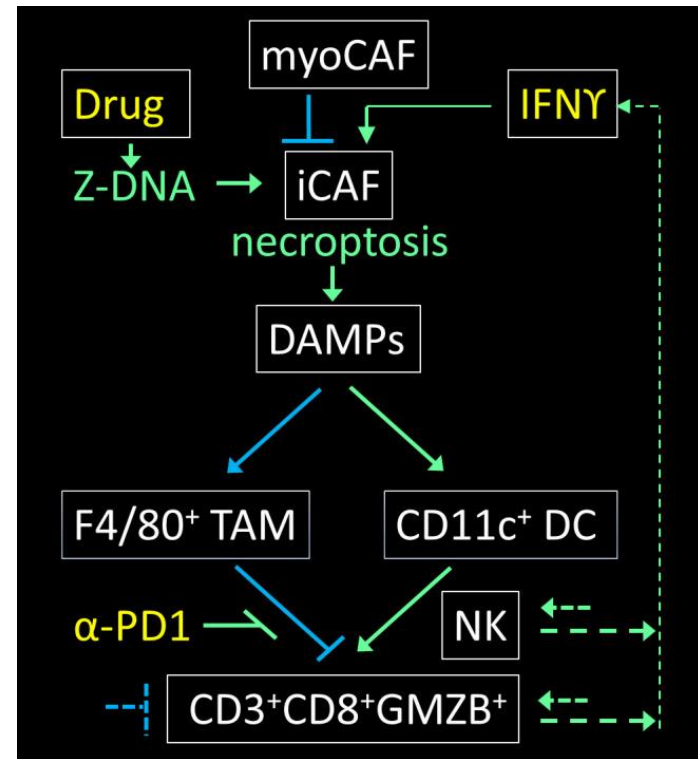 myoCAF
Drug
IFNϒ
Z-DNA
iCAF
necroptosis
DAMPs
F4/80⁺ TAM
CD11c⁺ DC
α-PD1
NK
CD3⁺CD8⁺GMZB⁺